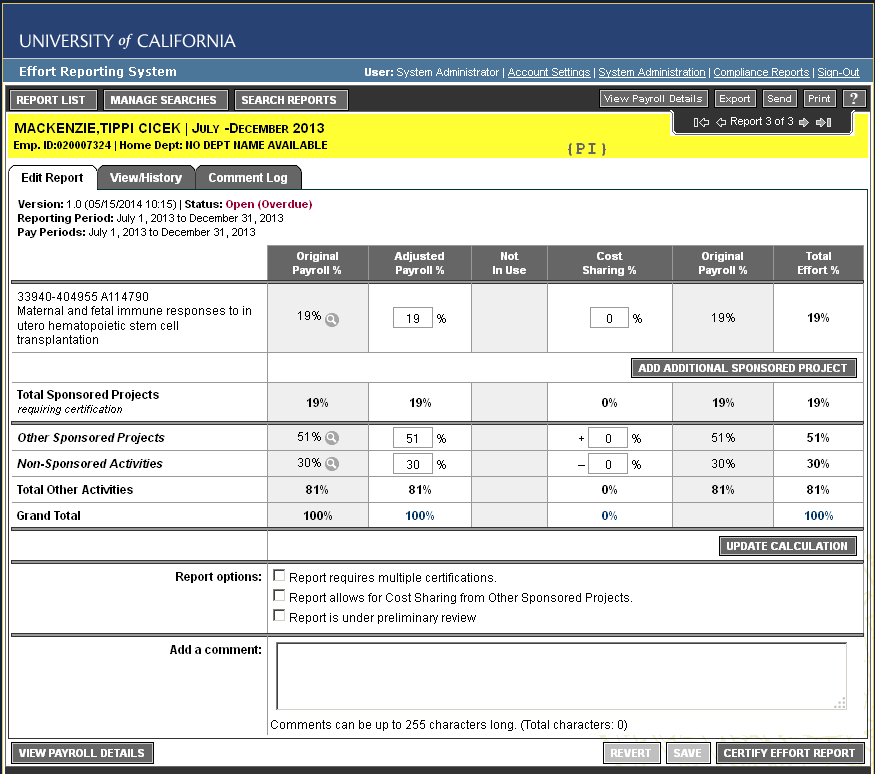 UNIVERSITY of CALIFORNIA
Effort Reporting System
User: System Administrator | Account Settings | System Administration | Compliance Reports | Sign-Out
REPORT LIST MANAGE SEARCHES SEARCH REPORTS View Payroll Details Export Send Print ?
MACKENZIE,TIPPI CICEK | JULY -DECEMBER 2013
Report 3 of 3
Emp. ID:020007324 | Home Dept: NO DEPT NAME AVAILABLE
{PI}
Edit Report View/History Comment Log
Version: 1.0 (05/15/2014 10:15) | Status: Open (Overdue)
Reporting Period: July 1, 2013 to December 31, 2013
Pay Periods: July 1, 2013 to December 31, 2013
Original Adjusted Not Cost Original Total
Payroll % Payroll % In Use Sharing % Payroll % Effort %
33940-404955 A114790
Maternal and fetal immune responses to in
utero hematopoietic stem cell
transplantation
19% 19 % 0 % 19% 19%
ADD ADDITIONAL SPONSORED PROJECT
Total Sponsored Projects
requiring certification
19% 19% 0% 19% 19%
Other Sponsored Projects 51% 51 % + 0 % 51% 51%
Non-Sponsored Activities 30% 30 % – 0 % 30% 30%
Total Other Activities 81% 81% 0% 81% 81%
Grand Total 100% 100% 0% 100%
UPDATE CALCULATION
Report options: Report requires multiple certifications.
Report allows for Cost Sharing from Other Sponsored Projects.
Report is under preliminary review
Add a comment:
Comments can be up to 255 characters long. (Total characters: 0)
VIEW PAYROLL DETAILS REVERT SAVE CERTIFY EFFORT REPORT